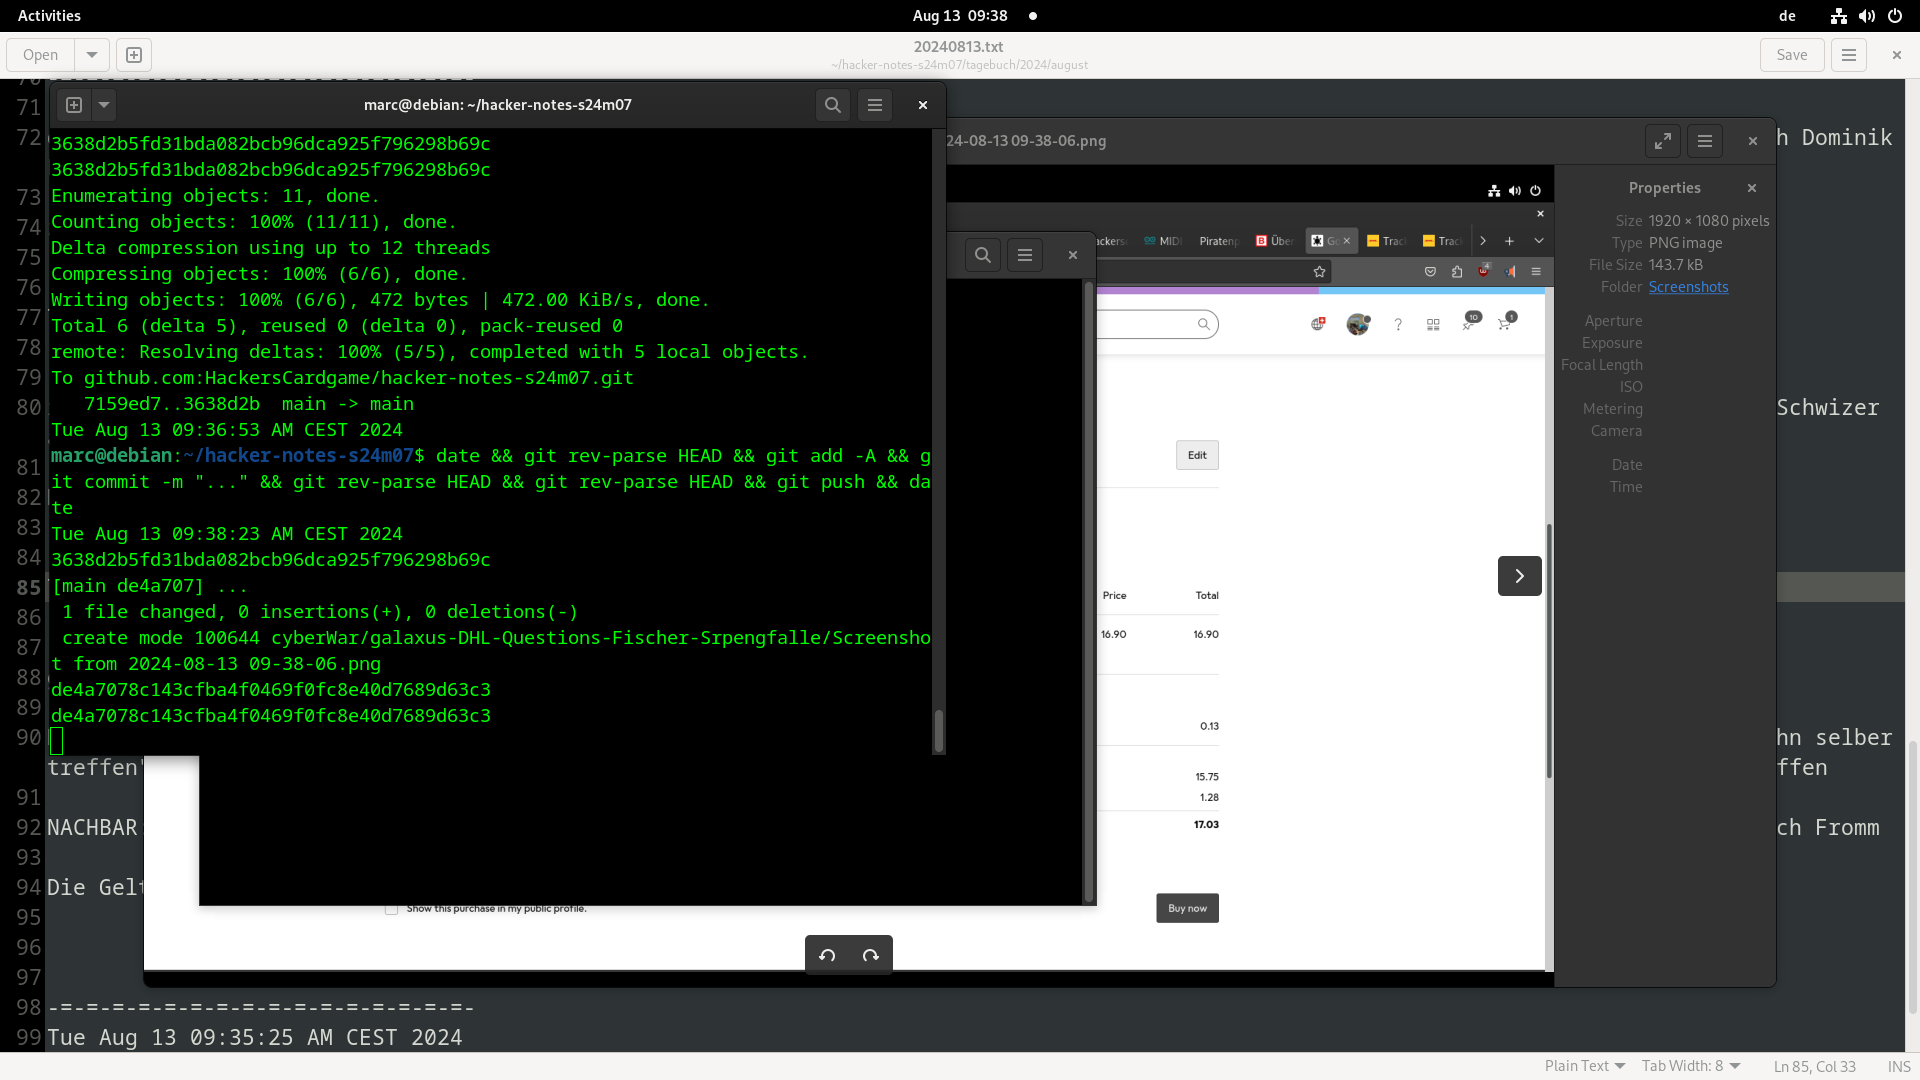 Activities
Aug 13 09:38
de
Open
20240813.txt
~/hacker-notes-s24m07/tagebuch/2024/august
Save
marc@debian: ~/hacker-notes-s24m07
3638d2b5fd31bda082bcb96dca925f796298b69c
3638d2b5fd31bda082bcb96dca925f796298b69c
Enumerating objects: 11, done.
Counting objects: 100% (11/11), done.
Delta compression using up to 12 threads
Compressing objects: 100% (6/6), done.
Writing objects: 100% (6/6), 472 bytes | 472.00 KiB/s, done.
Total 6 (delta 5), reused 0 (delta 0), pack-reused 0
remote: Resolving deltas: 100% (5/5), completed with 5 local objects.
To github.com:HackersCardgame/hacker-notes-s24m07.git
7159ed7..3638d2b  main -> main
Tue Aug 13 09:36:53 AM CEST 2024
marc@debian:~/hacker-notes-s24m07$ date && git rev-parse HEAD && git add -A && g
it commit -m "..." && git rev-parse HEAD && git rev-parse HEAD && git push && da
te
Tue Aug 13 09:38:23 AM CEST 2024
3638d2b5fd31bda082bcb96dca925f796298b69c
[main de4a707] ...
1 file changed, 0 insertions(+), 0 deletions(-)
create mode 100644 cyberWar/galaxus-DHL-Questions-Fischer-Srpengfalle/Screensho
t from 2024-08-13 09-38-06.png
de4a7078c143cfba4f0469f0fc8e40d7689d63c3
de4a7078c143cfba4f0469f0fc8e40d7689d63c3
24-08-13 09-38-06.png
Properties
Size 1920 × 1080 pixels
Type PNG image
File Size 143.7 kB
Folder Screenshots
Aperture
Exposure
Focal Length
ISO
Metering
Camera
Date
Time
ackers
MIDI
Piratenp
Über
Go
Trac
Trac
4
10
1
Edit
Price Total
16.90 16.90
0.13
15.75
1.28
17.03
Show this purchase in my public profile.
Buy now
71
72
h Dominik
73
74
75
76
77
78
79
80
Schwizer
81
82
83
84
85
86
87
88
89
90
hn selber
treffen
ffen
91
92 NACHBAR
ch Fromm
93
94 Die Gel
95
96
97
98 -=-=-=-=-=-=-=-=-=-=-=-=-=-=-=-=-
99 Tue Aug 13 09:35:25 AM CEST 2024
Plain Text
Tab Width: 8
Ln 85, Col 33
INS